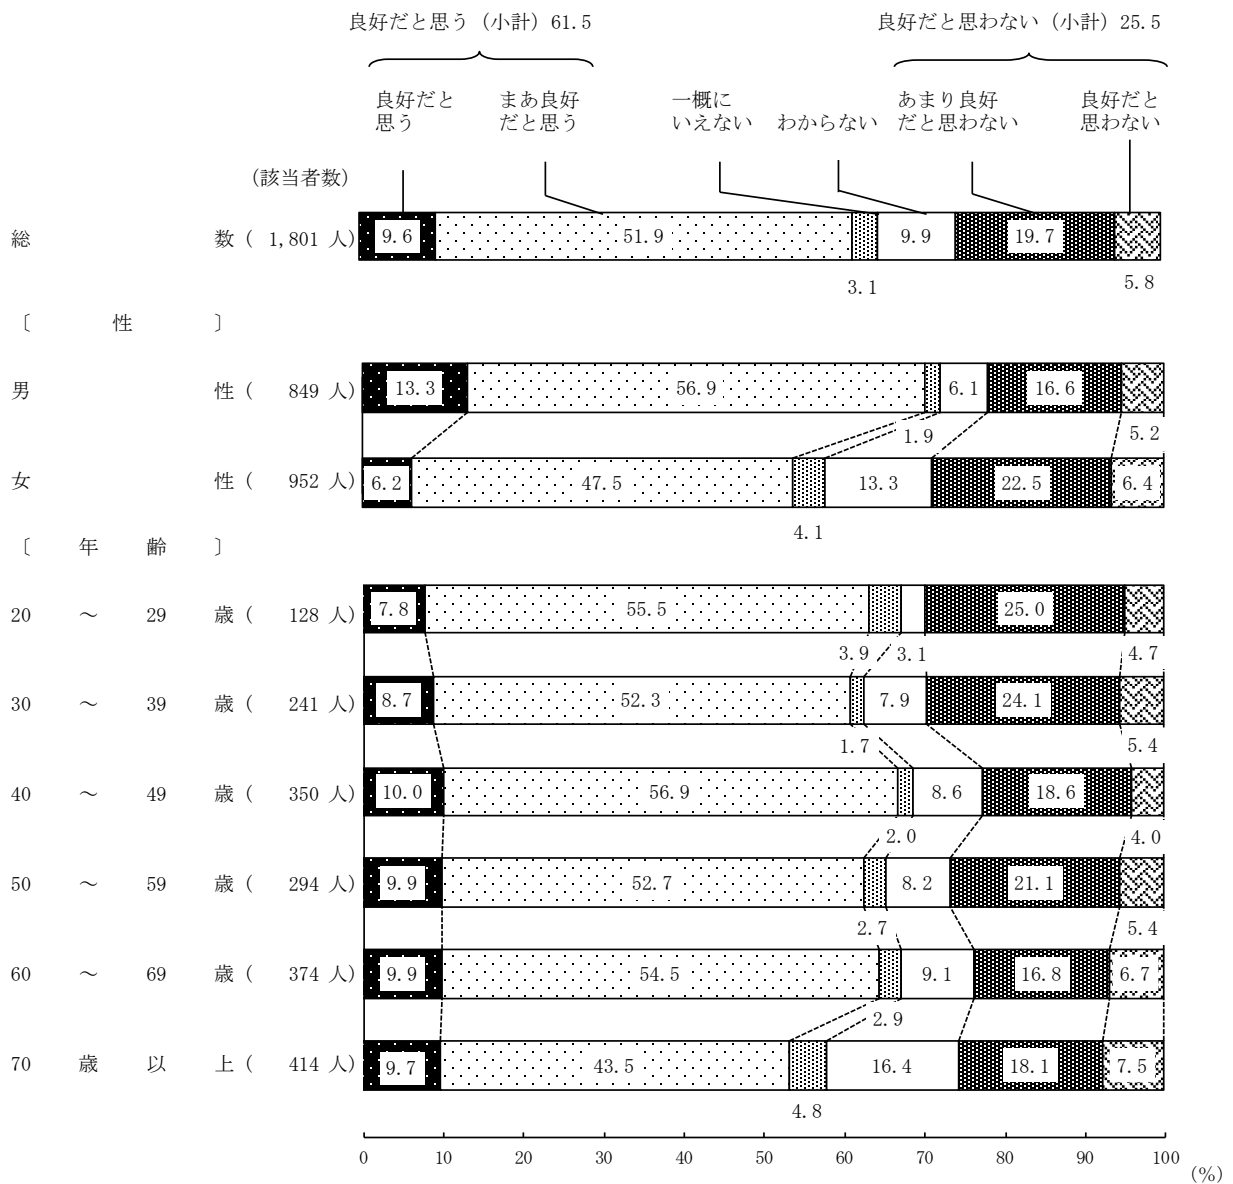 良好だと思う（小計）61.5
良好だと思わない（小計）25.5
良好だと
思う
まあ良好
だと思う
一概に
いえない
わからない
あまり良好
だと思わない
良好だと
思わない
（該当者数）
総 数（ 1,801 人） 9.6 51.9 9.9 19.7
3.1 5.8
〔 性 〕
男 性（ 849 人） 13.3 56.9 6.1 16.6
1.9 5.2
女 性（ 952 人） 6.2 47.5 13.3 22.5 6.4
4.1
〔 年 齢 〕
20 ～ 29 歳（ 128 人） 7.8 55.5 25.0
3.9 3.1 4.7
30 ～ 39 歳（ 241 人） 8.7 52.3 7.9 24.1
1.7 5.4
40 ～ 49 歳（ 350 人） 10.0 56.9 8.6 18.6
2.0 4.0
50 ～ 59 歳（ 294 人） 9.9 52.7 8.2 21.1
2.7 5.4
60 ～ 69 歳（ 374 人） 9.9 54.5 9.1 16.8 6.7
2.9
70 歳 以 上（ 414 人） 9.7 43.5 16.4 18.1 7.5
4.8
0 10 20 30 40 50 60 70 80 90 100
（％）